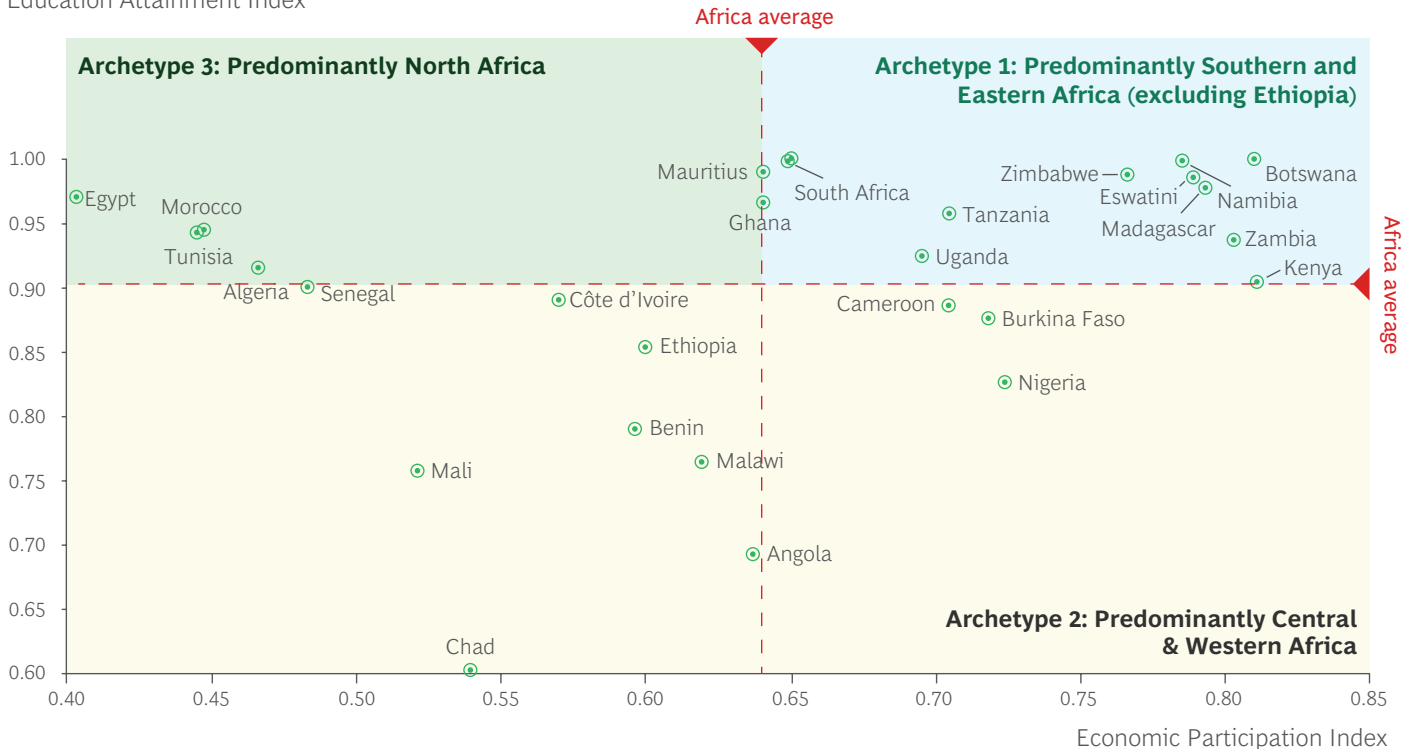 Education Attainment Index
Africa average
Archetype 3: Predominantly North Africa
Archetype 1: Predominantly Southern and
Eastern Africa (excluding Ethiopia)
1.00
0.95
0.90
0.85
0.80
0.75
0.70
0.65
0.60
Egypt
Morocco
Tunisia
Algeria
Senegal
Mauritius
Ghana
South Africa
Zimbabwe
Eswatini
Madagascar
Namibia
Botswana
Tanzania
Uganda
Zambia
Kenya
Africa average
Côte d’Ivoire
Cameroon
Burkina Faso
Ethiopia
Nigeria
Benin
Malawi
Mali
Angola
Chad
Archetype 2: Predominantly Central
& Western Africa
0.40
0.45
0.50
0.55
0.60
0.65
0.70
0.75
0.80
0.85
Economic Participation Index